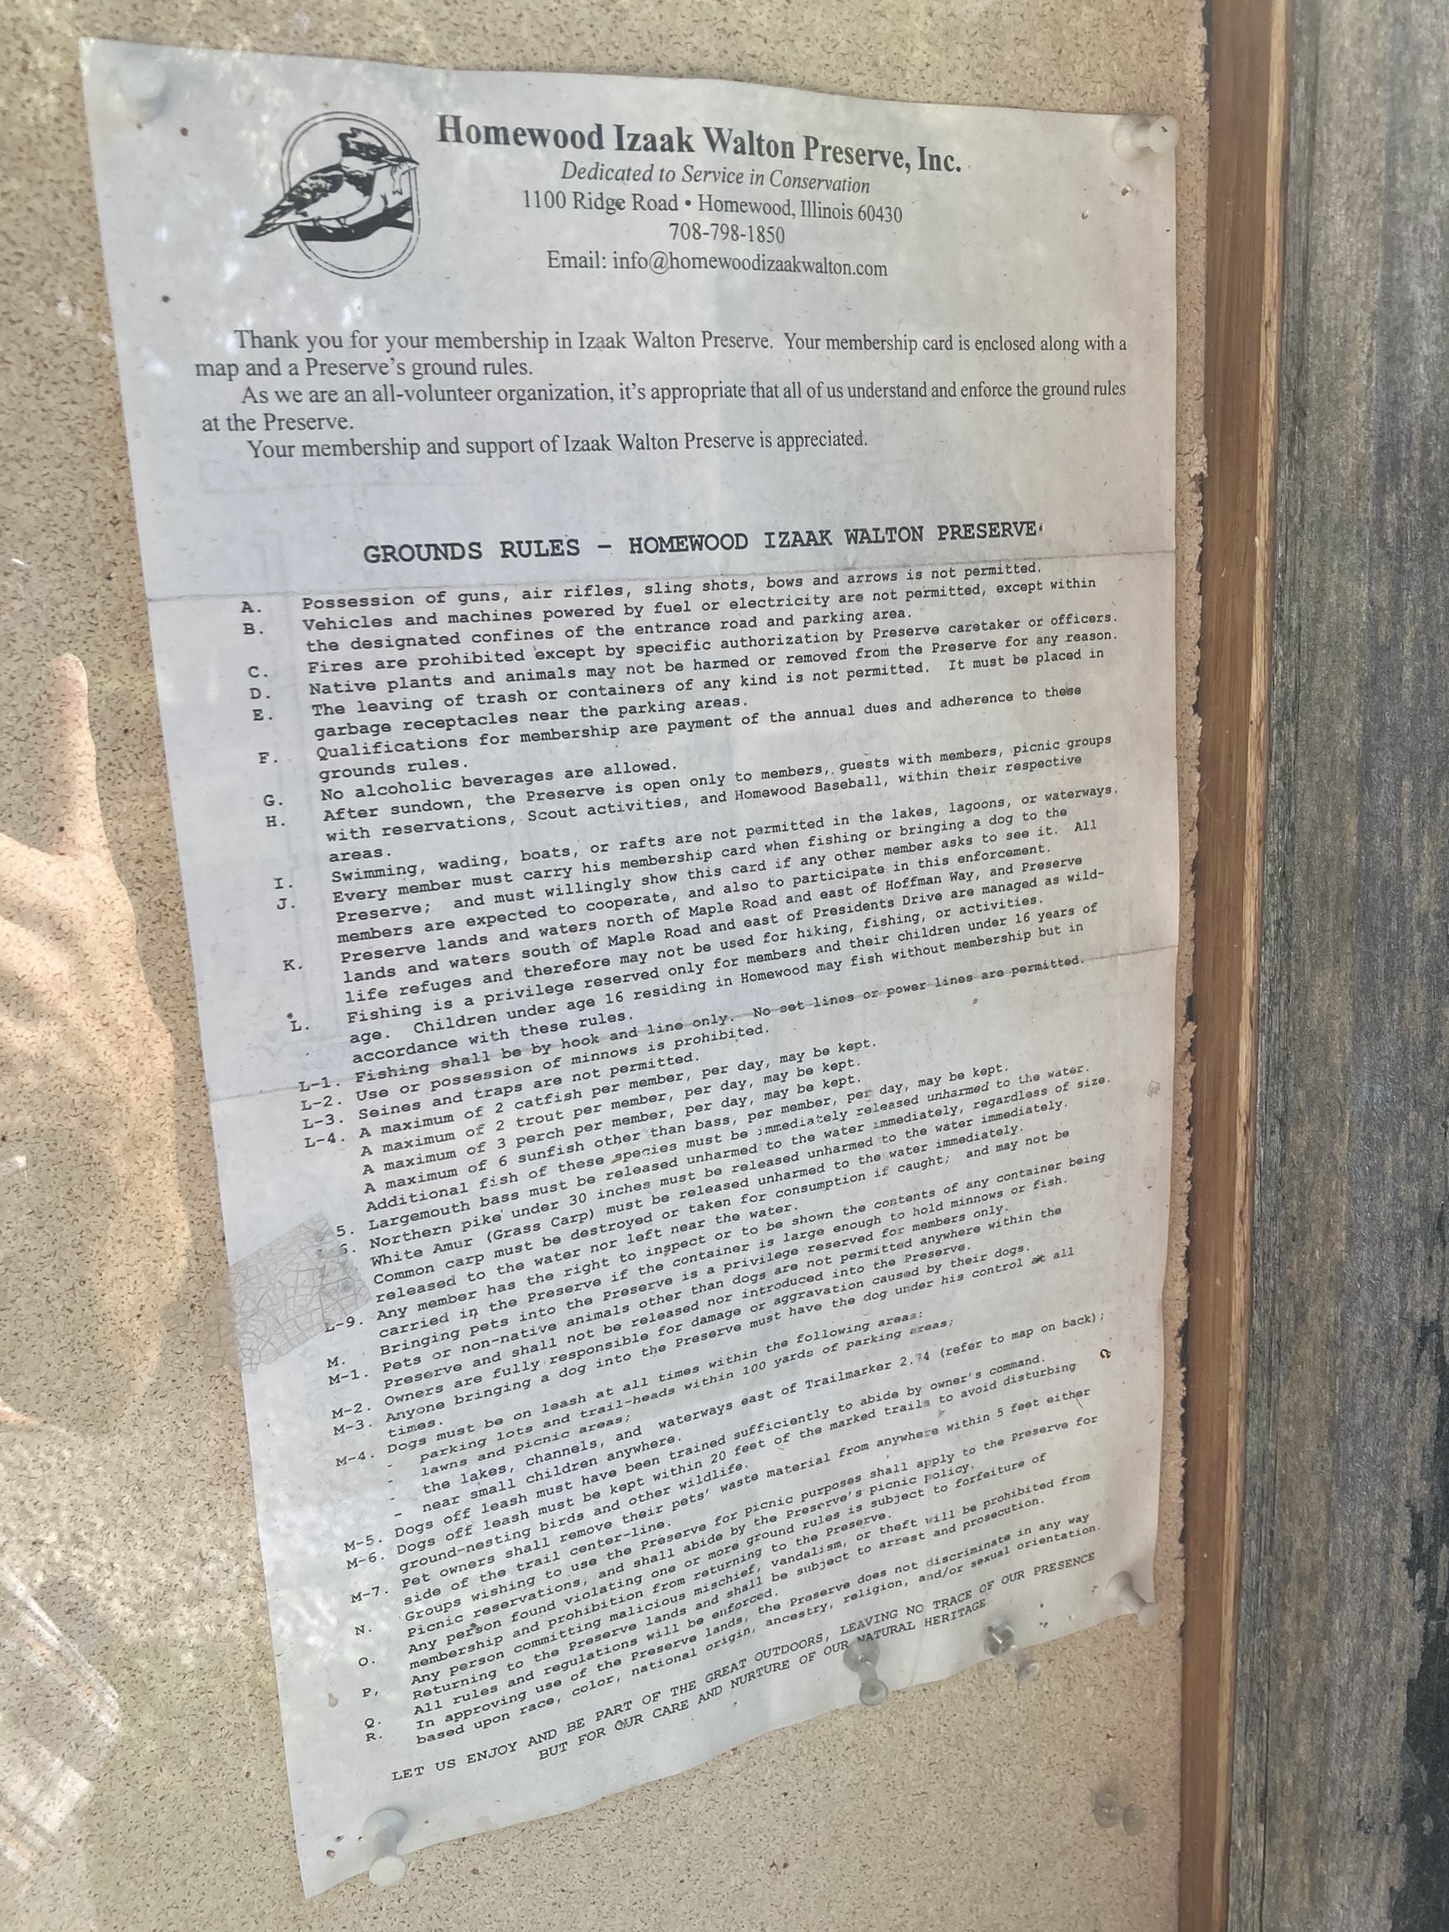 Homewood Izaak Walton Preserve, Inc.
Dedicated to Service in Conservation
1100 Ridge Road • Homewood, Illinois 60430
708-798-1850
Email: info@homewoodizaakwalton.com
Thank you for your membership in Izaak Walton Preserve. Your membership card is enclosed along with a
map and a Preserve's ground rules.
As we are an all-volunteer organization, it's appropriate that all of us understand and enforce the ground rules
at the Preserve.
Your membership and support of Izaak Walton Preserve is appreciated.
GROUNDS RULES - HOMEWOOD IZAAK WALTON PRESERVE
A. Possession of guns, air rifles, sling shots, bows and arrows is not permitted.
B. Vehicles and machines powered by fuel or electricity are not permitted, except within
the designated confines of the entrance road and parking area.
C. Fires are prohibited except by specific authorization by Preserve caretaker or officers.
D. Native plants and animals may not be harmed or removed from the Preserve for any reason.
E. The leaving of trash or containers of any kind is not permitted. It must be placed in
garbage receptacles near the parking areas.
F. Qualifications for membership are payment of the annual dues and adherence to these
grounds rules.
G. No alcoholic beverages are allowed.
H. After sundown, the Preserve is open only to members, guests with members, picnic groups
with reservations, Scout activities, and Homewood Baseball, within their respective
areas.
I. Swimming, wading, boats, or rafts are not permitted in the lakes, lagoons, or waterways.
J. Every member must carry his membership card when fishing or bringing a dog to the
Preserve; and must willingly show this card if any other member asks to see it. All
members are expected to cooperate, and also to participate in this enforcement.
K. Preserve lands and waters north of Maple Road and east of Hoffman Way, and Preserve
lands and waters south of Maple Road and east of Presidents Drive are managed as wild-
life refuges and therefore may not be used for hiking, fishing, or activities.
L. Fishing is a privilege reserved only for members and their children under 16 years of
age. Children under age 16 residing in Homewood may fish without membership but in
accordance with these rules.
L-1. Fishing shall be by hook and line only. No set lines or power lines are permitted.
L-2. Use or possession of minnows is prohibited.
L-3. Seines and traps are not permitted.
L-4. A maximum of 2 catfish per member, per day, may be kept.
A maximum of 2 trout per member, per day, may be kept.
A maximum of 3 perch per member, per day, may be kept.
A maximum of 6 sunfish other than bass, per member, per day, may be kept.
Additional fish of these species must be immediately released unharmed to the water.
5. Largemouth bass must be released unharmed to the water immediately, regardless of size.
6. Northern pike under 30 inches must be released unharmed to the water immediately.
White Amur (Grass Carp) must be released unharmed to the water immediately.
Common carp must be destroyed or taken for consumption if caught; and may not be
released to the water nor left near the water.
L-9. Any member has the right to inspect or to be shown the contents of any container being
carried in the Preserve if the container is large enough to hold minnows or fish.
M. Bringing pets into the Preserve is a privilege reserved for members only.
M-1. Pets or non-native animals other than dogs are not permitted anywhere within the
Preserve and shall not be released nor introduced into the Preserve.
M-2. Owners are fully responsible for damage or aggravation caused by their dogs.
M-3. Anyone bringing a dog into the Preserve must have the dog under his control at all
times.
M-4. Dogs must be on leash at all times within the following areas:
- parking lots and trail-heads within 100 yards of parking areas;
- lawns and picnic areas;
- the lakes, channels, and waterways east of Trailmarker 2.74 (refer to map on back);
- near small children anywhere.
M-5. Dogs off leash must have been trained sufficiently to abide by owner's command.
M-6. Dogs off leash must be kept within 20 feet of the marked trails to avoid disturbing
ground-nesting birds and other wildlife.
M-7. Pet owners shall remove their pets' waste material from anywhere within 5 feet either
side of the trail center-line.
N. Groups wishing to use the Preserve for picnic purposes shall apply to the Preserve for
Picnic reservations, and shall abide by the Preserve's picnic policy.
O. Any person found violating one or more ground rules is subject to forfeiture of
membership and prohibition from returning to the Preserve.
P, Any person committing malicious mischief, vandalism, or theft will be prohibited from
Returning to the Preserve lands and shall be subject to arrest and prosecution.
Q. All rules and regulations will be enforced.
R. In approving use of the Preserve lands, the Preserve does not discriminate in any way
based upon race, color, national origin, ancestry, religion, and/or sexual orientation.
LET US ENJOY AND BE PART OF THE GREAT OUTDOORS, LEAVING NO TRACE OF OUR PRESENCE
BUT FOR OUR CARE AND NURTURE OF OUR NATURAL HERITAGE